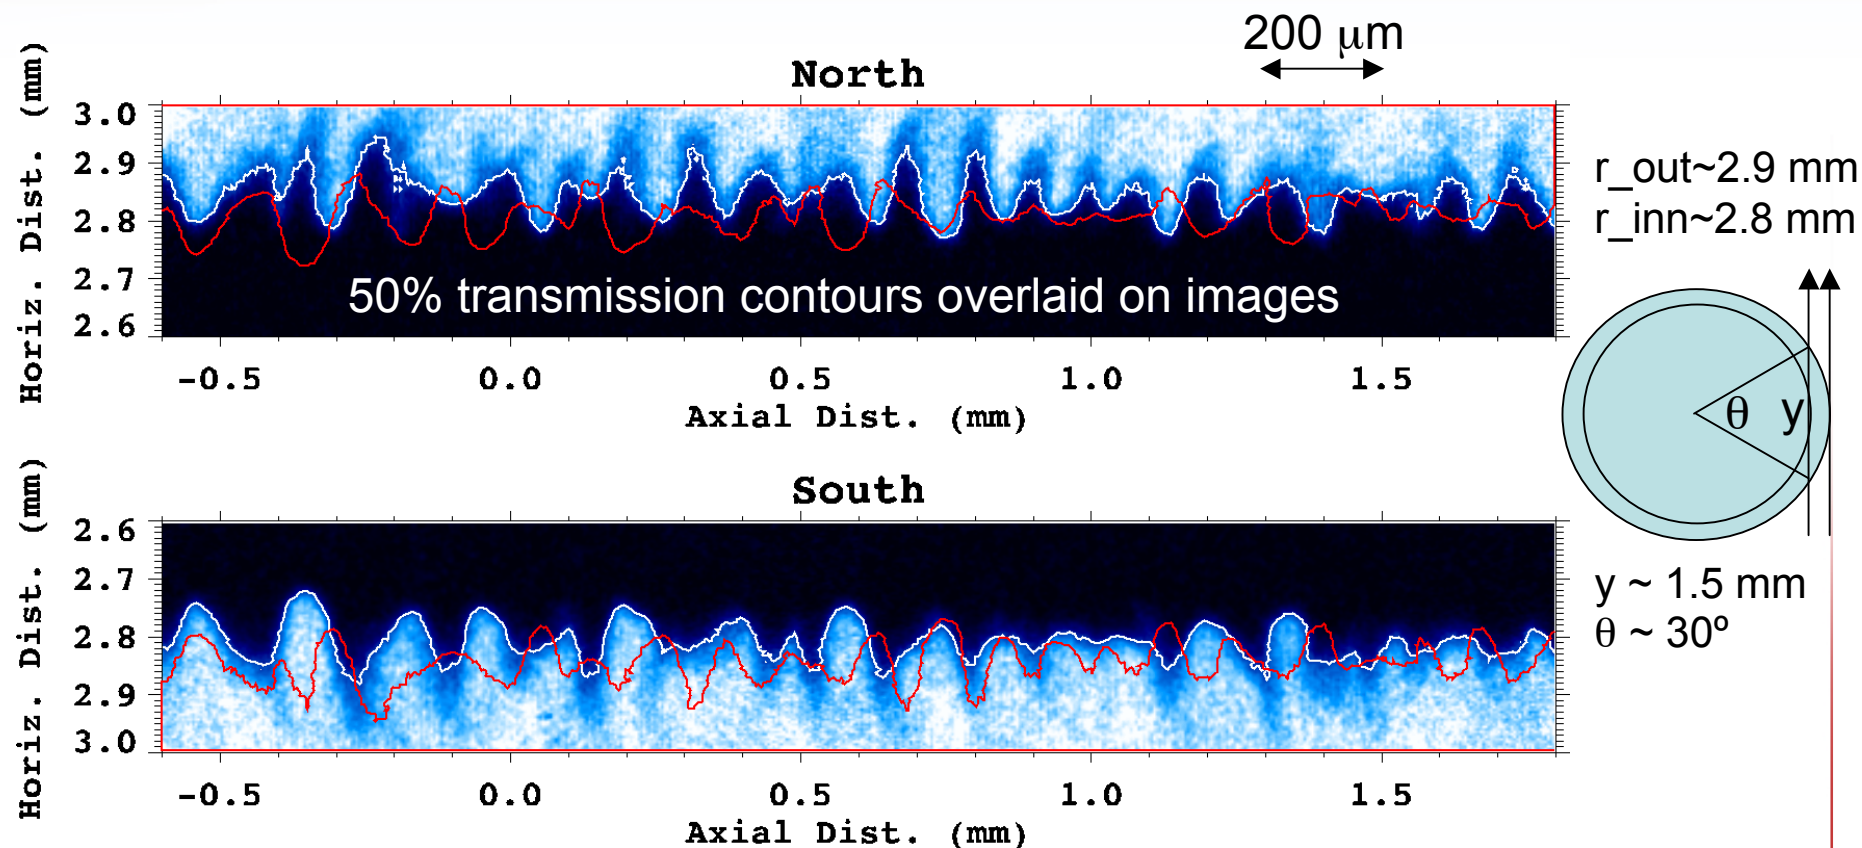 200 μm
North
Horiz. Dist. (mm)
3.0
2.9
2.8
2.7
2.6
50% transmission contours overlaid on images
-0.5 0.0 0.5 1.0 1.5
Axial Dist. (mm)
r_out~2.9 mm
r_inn~2.8 mm
θ y
y ~ 1.5 mm
θ ~ 30º
South
Horiz. Dist. (mm)
2.6
2.7
2.8
2.9
3.0
-0.5 0.0 0.5 1.0 1.5
Axial Dist. (mm)